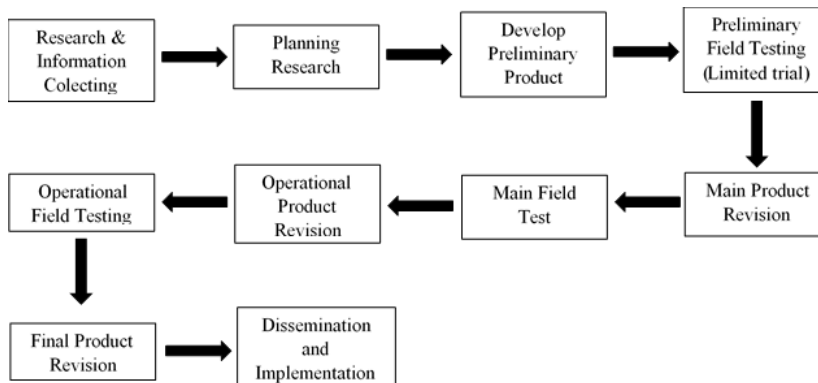 Research &
Information
Colecting
Planning
Research
Develop
Preliminary
Product
Preliminary
Field Testing
(Limited trial)
Main Product
Revision
Main Field
Test
Operational
Product
Revision
Operational
Field Testing
Final Product
Revision
Dissemination
and
Implementation